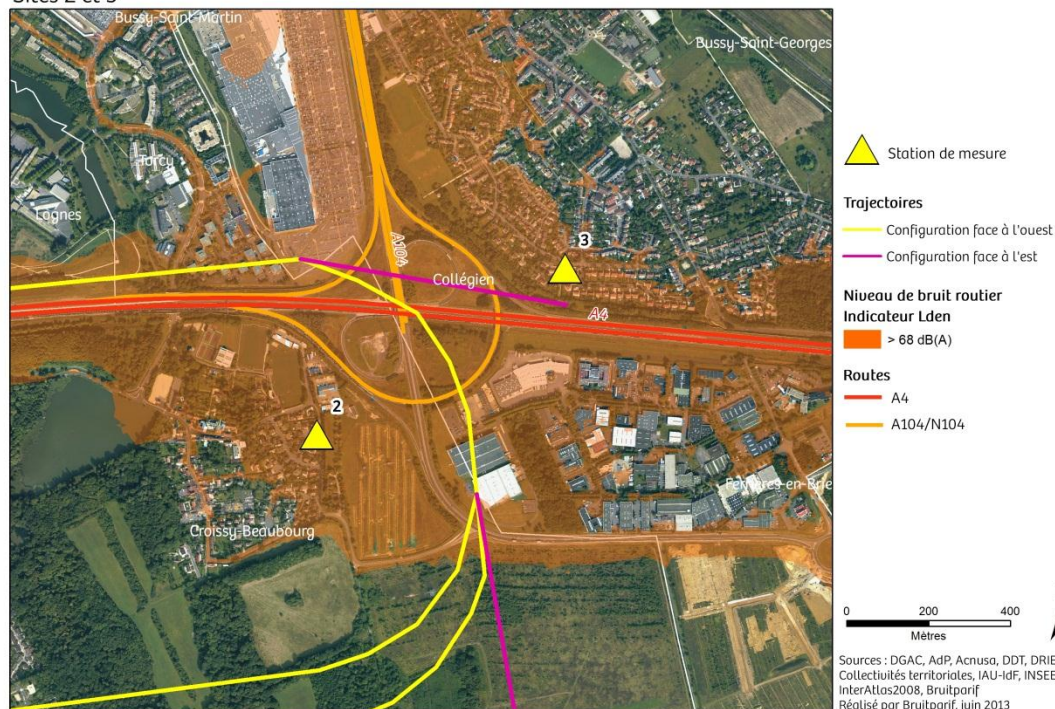 Sites 2 et 3
Bussy-Saint-Martin
Bussy-Saint-Georges
Torcy
Lognes
A104
3
Collégien
A4
2
Croissy-Beaubourg
Ferrières-en-Brie
Station de mesure
Trajectoires
Configuration face à l'ouest
Configuration face à l'est
Niveau de bruit routier
Indicateur Lden
> 68 dB(A)
Routes
A4
A104/N104
0 200 400
Mètres
Sources : DGAC, AdP, Acnusa, DDT, DRIE
Collectivités territoriales, IAU-IdF, INSEE
InterAtlas2008, Bruitparif
Réalisé par Bruitparif, juin 2013